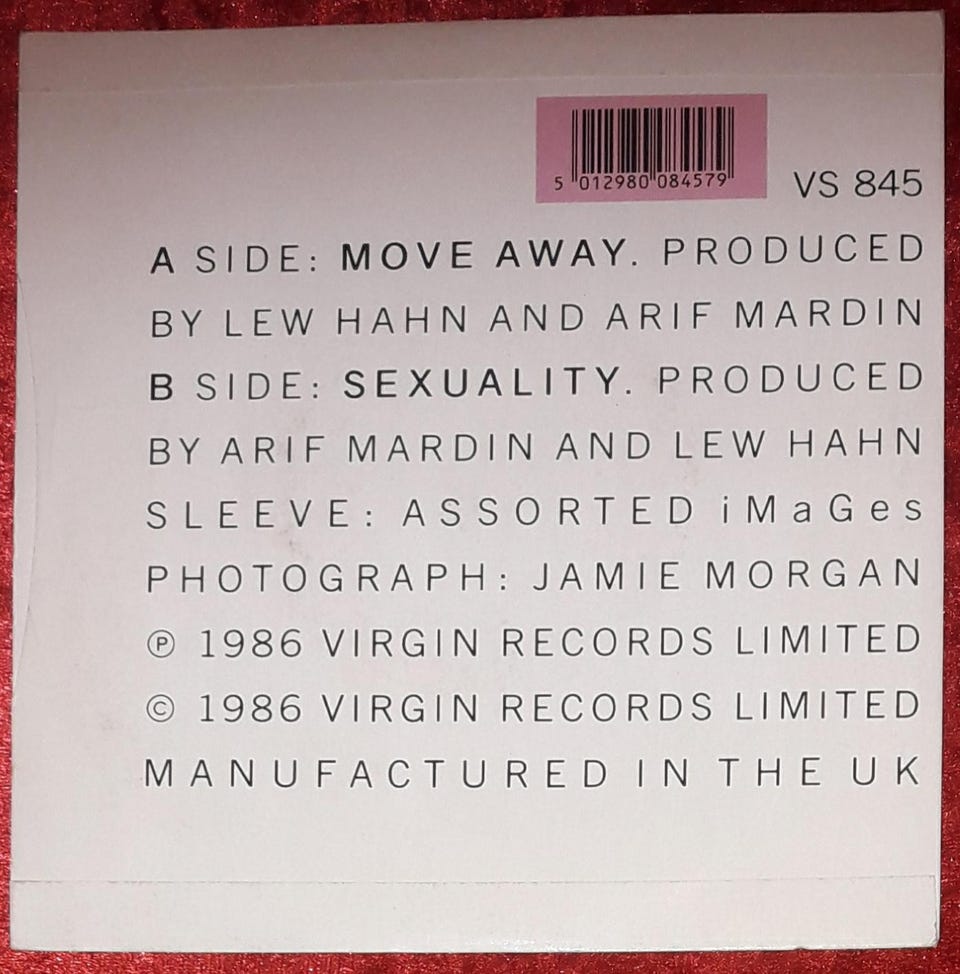 5 012980 084579
VS 845
A SIDE: MOVE AWAY. PRODUCED
BY LEW HAHN AND ARIF MARDIN
B SIDE: SEXUALITY. PRODUCED
BY ARIF MARDIN AND LEW HAHN
SLEEVE: ASSORTED iMaGes
PHOTOGRAPH: JAMIE MORGAN
℗ 1986 VIRGIN RECORDS LIMITED
© 1986 VIRGIN RECORDS LIMITED
MANUFACTURED IN THE UK